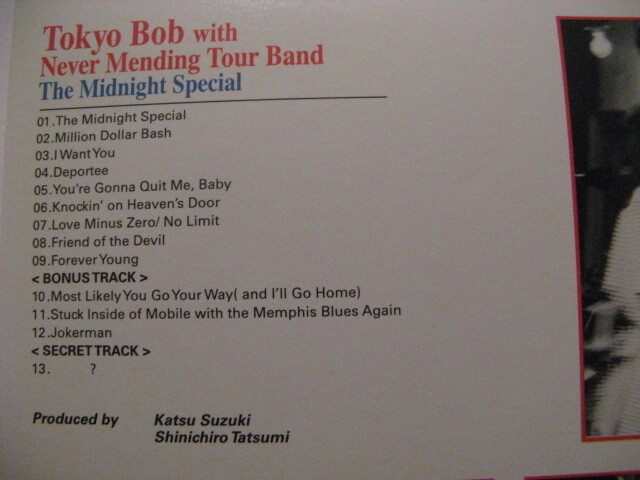 Tokyo Bob with
Never Mending Tour Band
The Midnight Special
01.The Midnight Special
02.Million Dollar Bash
03.I Want You
04.Deportee
05.You're Gonna Quit Me, Baby
06.Knockin' on Heaven's Door
07.Love Minus Zero/ No Limit
08.Friend of the Devil
09.Forever Young
< BONUS TRACK >
10.Most Likely You Go Your Way( and I'll Go Home)
11.Stuck Inside of Mobile with the Memphis Blues Again
12.Jokerman
< SECRET TRACK >
13. ?
Produced by Katsu Suzuki
Shinichiro Tatsumi